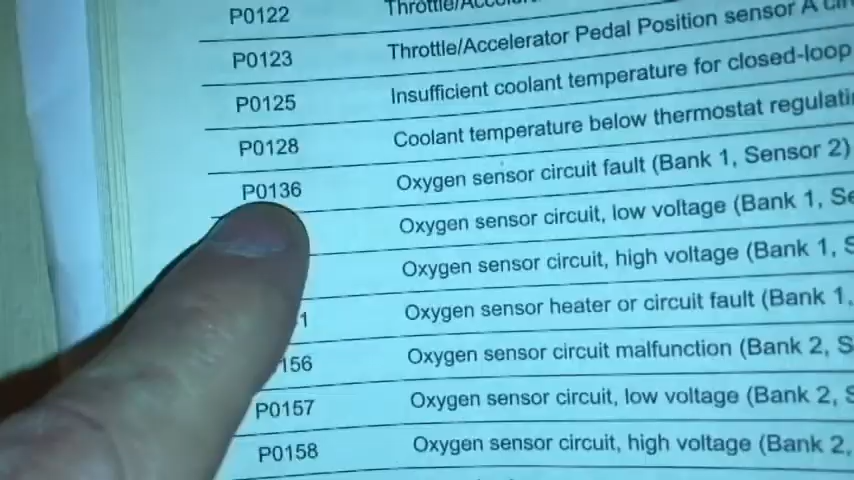 P0122 Throttle/
P0123 Throttle/Accelerator Pedal Position sensor A
P0125 Insufficient coolant temperature for closed-loop
P0128 Coolant temperature below thermostat
P0136 Oxygen sensor circuit fault (Bank 1, Sensor 2)
Oxygen sensor circuit, low voltage (Bank 1,
Oxygen sensor circuit, high voltage (Bank 1,
1 Oxygen sensor heater or circuit fault (Bank 1,
156 Oxygen sensor circuit malfunction (Bank 2,
P0157 Oxygen sensor circuit, low voltage (Bank 2,
P0158 Oxygen sensor circuit, high voltage (Bank 2,